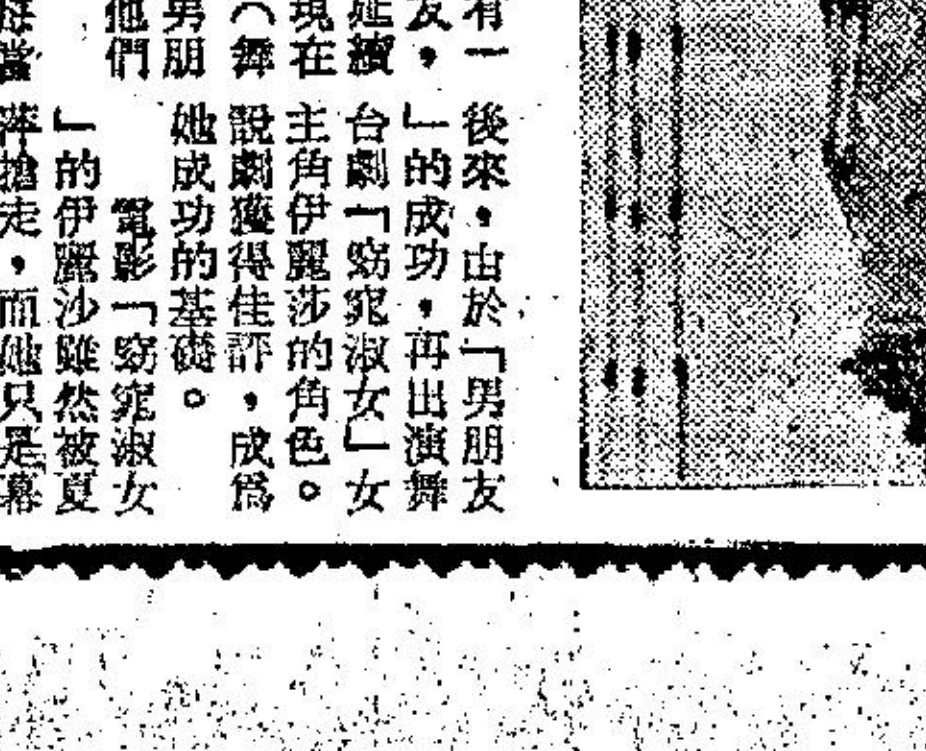 有一
友，
延續
現在
（舞
男朋
他們
每當
後來，由於「男朋友
」的成功，再出演舞
台劇「窈窕淑女」女
主角伊麗莎的角色。
說劇獲得佳評，成爲
她成功的基礎。
電影「窈窕淑女
」的伊麗沙雖然被夏
萍搶走，而她只是幕